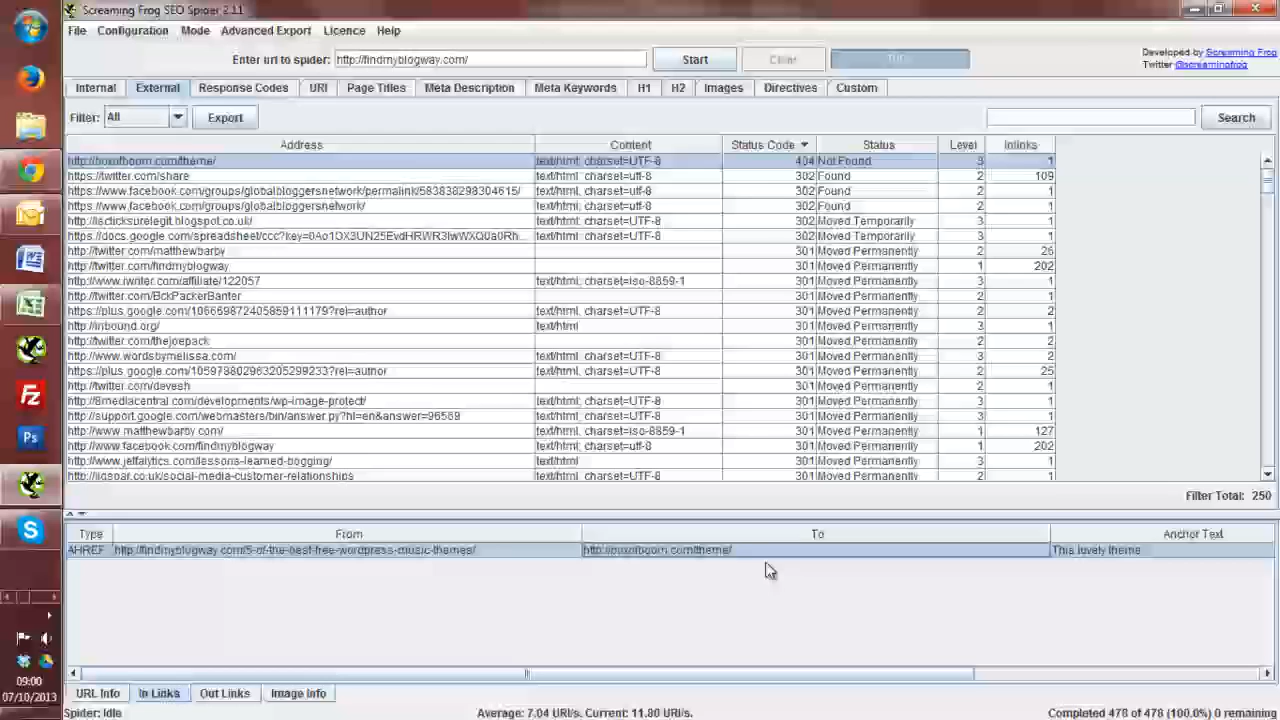 Screaming Frog SEO Spider 2.11
File Configuration Mode Advanced Export Licence Help
Enter url to spider: http://findmyblogway.com/ Start Clear
Developed by Screaming Frog
Twitter @screamingfrog
Internal External Response Codes URI Page Titles Meta Description Meta Keywords H1 H2 Images Directives Custom
Filter: All Export Search
Address Content Status Code Status Level Inlinks
http://boxofboom.com/theme/ text/html; charset=UTF-8 404 Not Found 3 1
https://twitter.com/share text/html; charset=utf-8 302 Found 2 109
https://www.facebook.com/groups/globalbloggersnetwork/permalink/583838298304615/ text/html; charset=utf-8 302 Found 2 1
https://www.facebook.com/groups/globalbloggersnetwork/ text/html; charset=utf-8 302 Found 2 1
http://isclicksurelegit.blogspot.co.uk/ text/html; charset=UTF-8 302 Moved Temporarily 3 1
text/html; charset=UTF-8 302 Moved Temporarily 3 1
http://twitter.com/matthewbarby 301 Moved Permanently 2 26
http://twitter.com/findmyblogway 301 Moved Permanently 1 202
http://www.iwriter.com/affiliate/122057 text/html; charset=iso-8859-1 301 Moved Permanently 3 1
http://twitter.com/BckPackerBanter 301 Moved Permanently 2 1
https://plus.google.com/106669872405859111179?rel=author text/html; charset=UTF-8 301 Moved Permanently 2 1
http://inbound.org/ text/html 301 Moved Permanently 3 1
http://twitter.com/thejoepack 301 Moved Permanently 2 2
http://www.wordsbymelissa.com/ text/html; charset=UTF-8 301 Moved Permanently 3 2
https://plus.google.com/105978802963205299233?rel=author text/html; charset=UTF-8 301 Moved Permanently 2 25
http://twitter.com/devesh 301 Moved Permanently 2 1
http://8mediacentral.com/developments/wp-image-protect/ text/html; charset=UTF-8 301 Moved Permanently 3 1
http://support.google.com/webmasters/bin/answer.py?hl=en&answer=96569 text/html; charset=UTF-8 301 Moved Permanently 3 1
http://www.matthewbarby.com/ text/html; charset=iso-8859-1 301 Moved Permanently 1 127
http://www.facebook.com/findmyblogway text/html; charset=utf-8 301 Moved Permanently 1 202
http://www.jeffalytics.com/lessons-learned-blogging/ text/html 301 Moved Permanently 3 1
text/html; charset=UTF-8 301 Moved Permanently 2 1
Filter Total: 250
Type From To Anchor Text
AHREF http://findmyblogway.com/5-of-the-best-free-wordpress-music-themes/ http://boxofboom.com/theme/ This lovely theme
URL Info In Links Out Links Image Info
Spider: Idle Average: 7.04 URI/s. Current: 11.80 URI/s. Completed 478 of 478 (100.0%) 0 remaining
09:00
07/10/2013